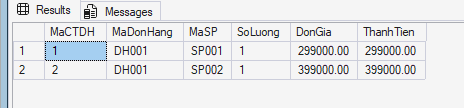 Results Messages
MaCTDH MaDonHang MaSP SoLuong DonGia ThanhTien
1 1 DH001 SP001 1 299000.00 299000.00
2 2 DH001 SP002 1 399000.00 399000.00